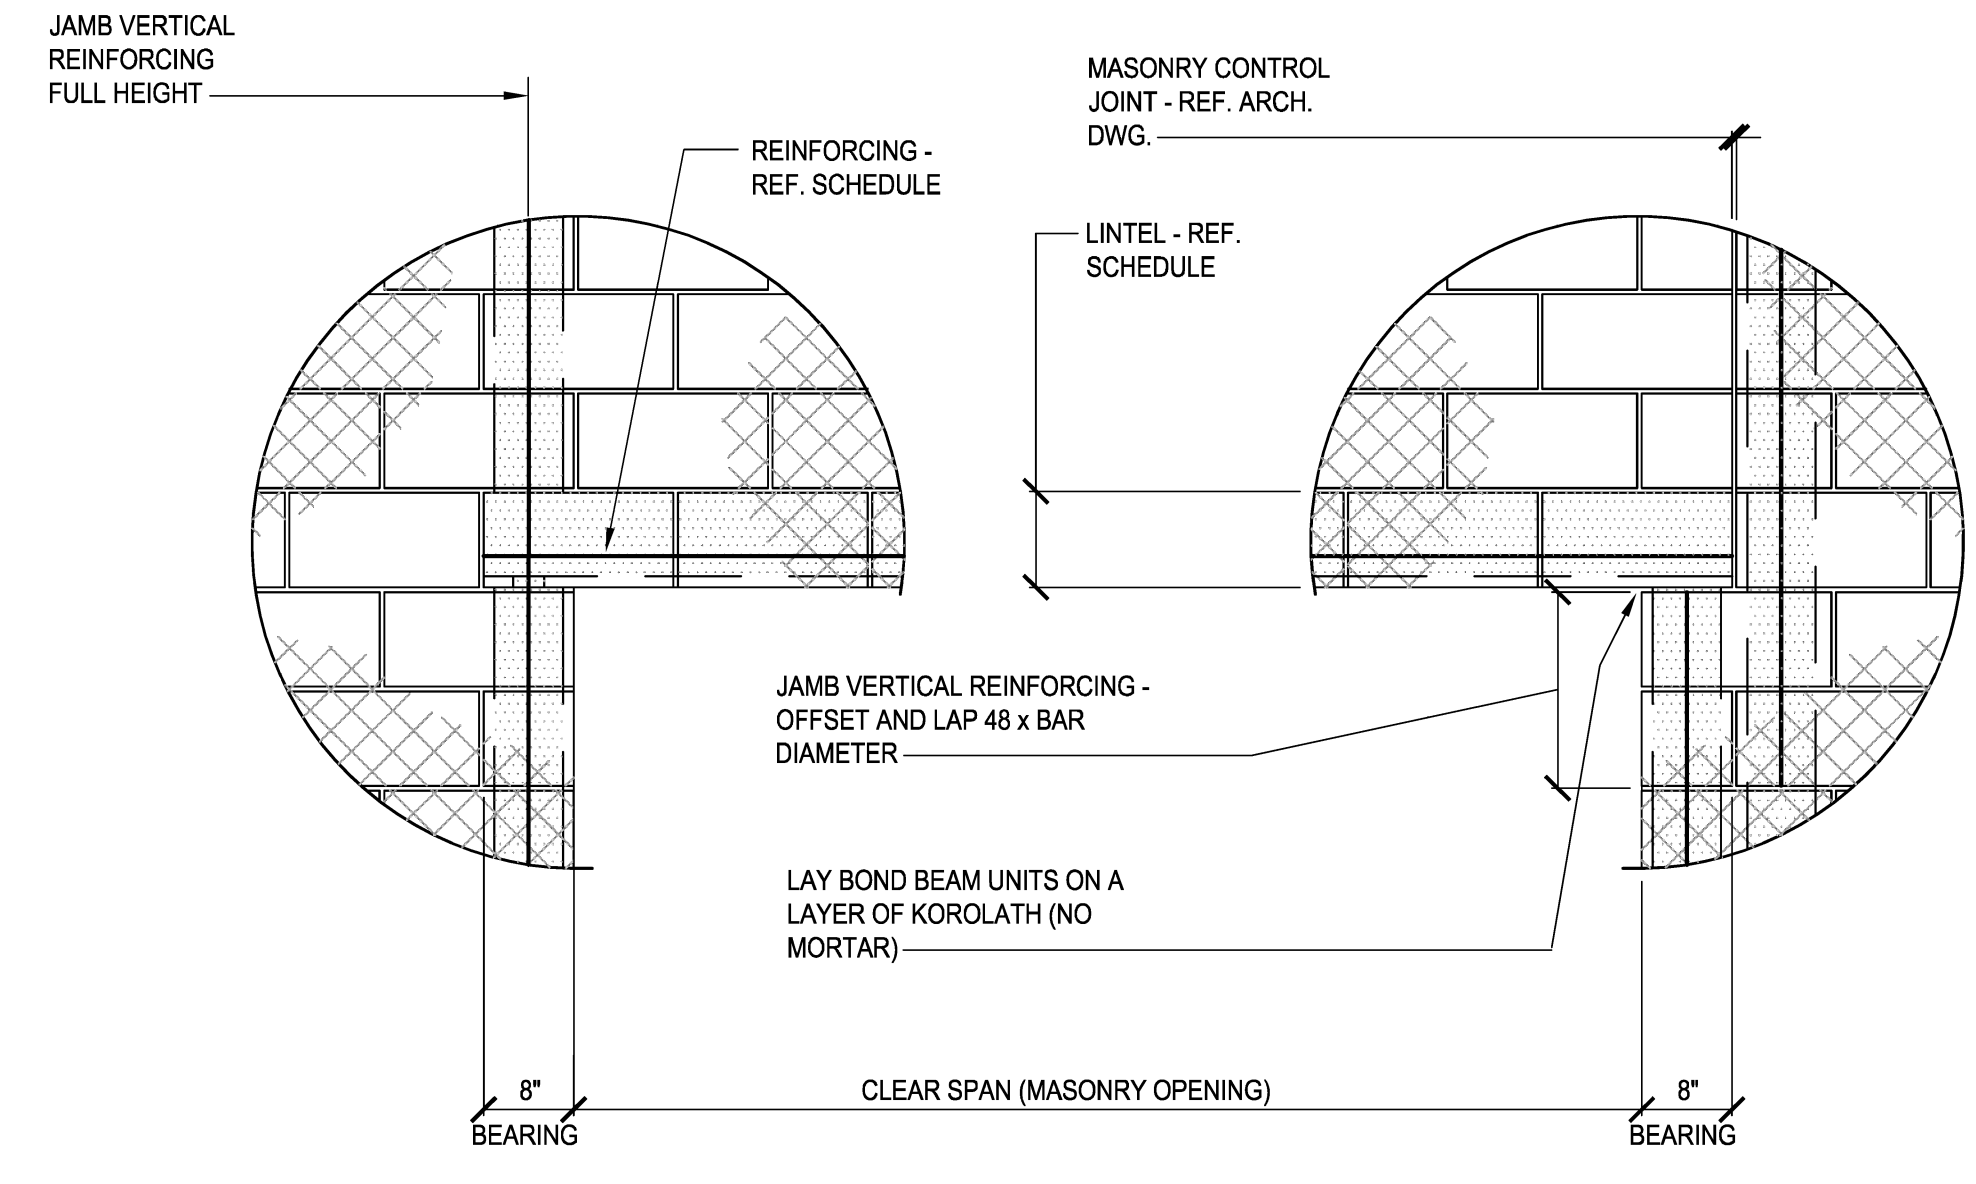 JAMB VERTICAL
REINFORCING
FULL HEIGHT
REINFORCING -
REF. SCHEDULE
MASONRY CONTROL
JOINT - REF. ARCH.
DWG.
LINTEL - REF.
SCHEDULE
JAMB VERTICAL REINFORCING -
OFFSET AND LAP 48 x BAR
DIAMETER
LAY BOND BEAM UNITS ON A
LAYER OF KOROLATH (NO
MORTAR)
8"
BEARING
CLEAR SPAN (MASONRY OPENING)
8"
BEARING